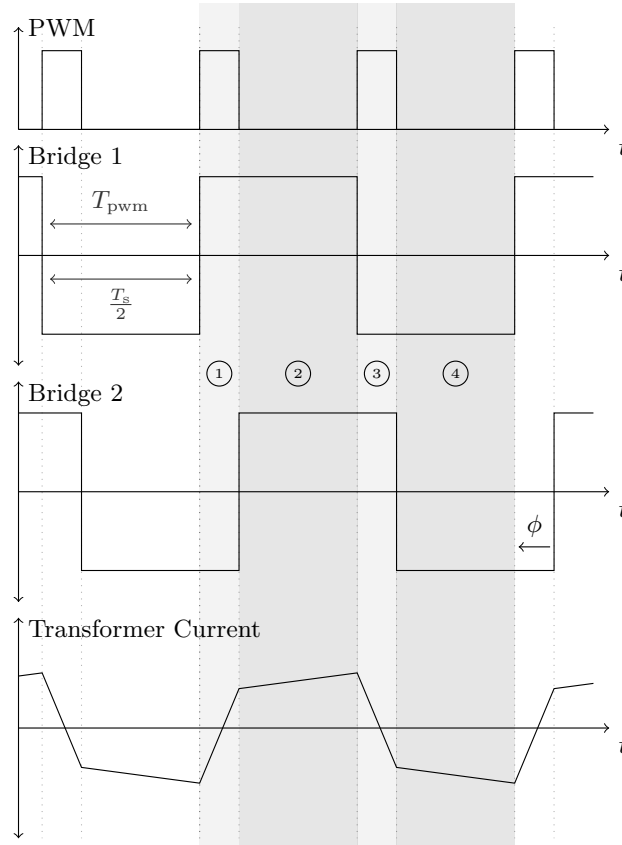 PWM
t
Bridge 1
T_pwm
t
T_s/2
1 2 3 4
Bridge 2
t
ϕ
Transformer Current
t